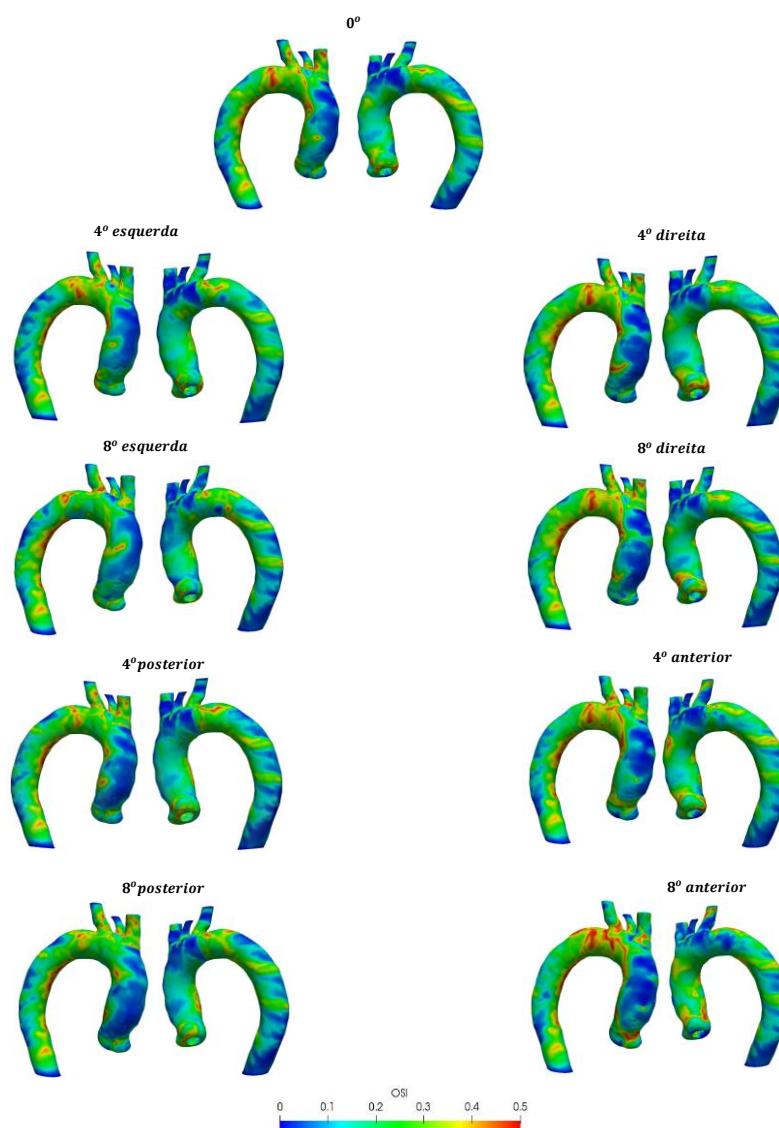 0º
4º esquerda
4º direita
8º esquerda
8º direita
4º posterior
4º anterior
8º posterior
8º anterior
OSI
0 0.1 0.2 0.3 0.4 0.5